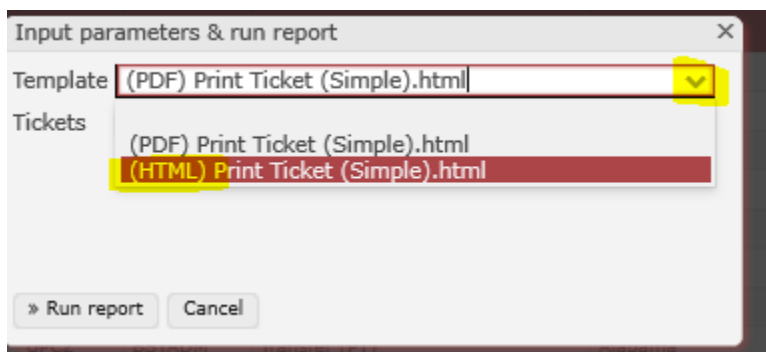 Input parameters & run report
Template (PDF) Print Ticket (Simple).html
Tickets
(PDF) Print Ticket (Simple).html
(HTML) Print Ticket (Simple).html
» Run report Cancel